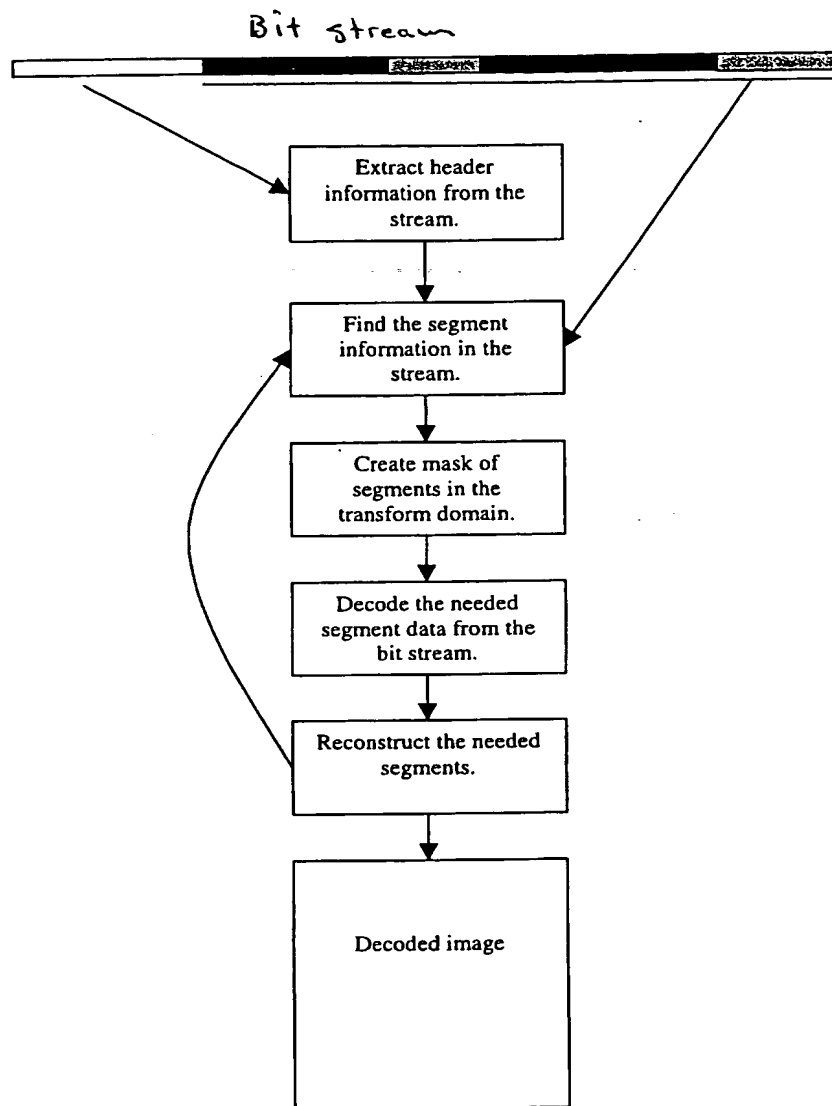 Bit stream
Extract header
information from the
stream.
Find the segment
information in the
stream.
Create mask of
segments in the
transform domain.
Decode the needed
segment data from the
bit stream.
Reconstruct the needed
segments.
Decoded image